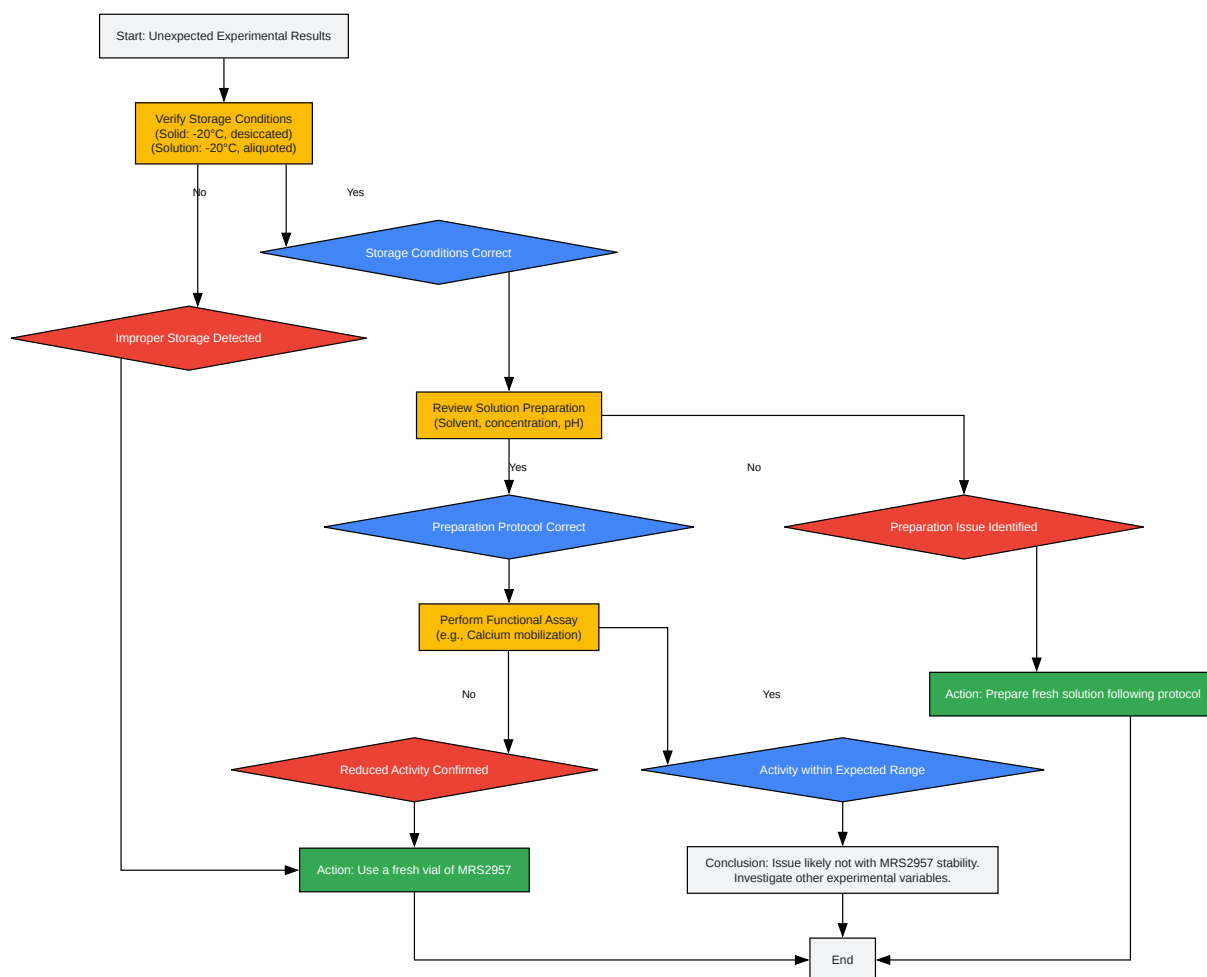 Start: Unexpected Experimental Results
Verify Storage Conditions
(Solid: -20°C, desiccated)
(Solution: -20°C, aliquoted)
No
Yes
Storage Conditions Correct
Improper Storage Detected
Review Solution Preparation
(Solvent, concentration, pH)
Yes
No
Preparation Protocol Correct
Preparation Issue Identified
Perform Functional Assay
(e.g., Calcium mobilization)
No
Yes
Action: Prepare fresh solution following protocol
Reduced Activity Confirmed
Activity within Expected Range
Action: Use a fresh vial of MRS2957
Conclusion: Issue likely not with MRS2957 stability.
Investigate other experimental variables.
End